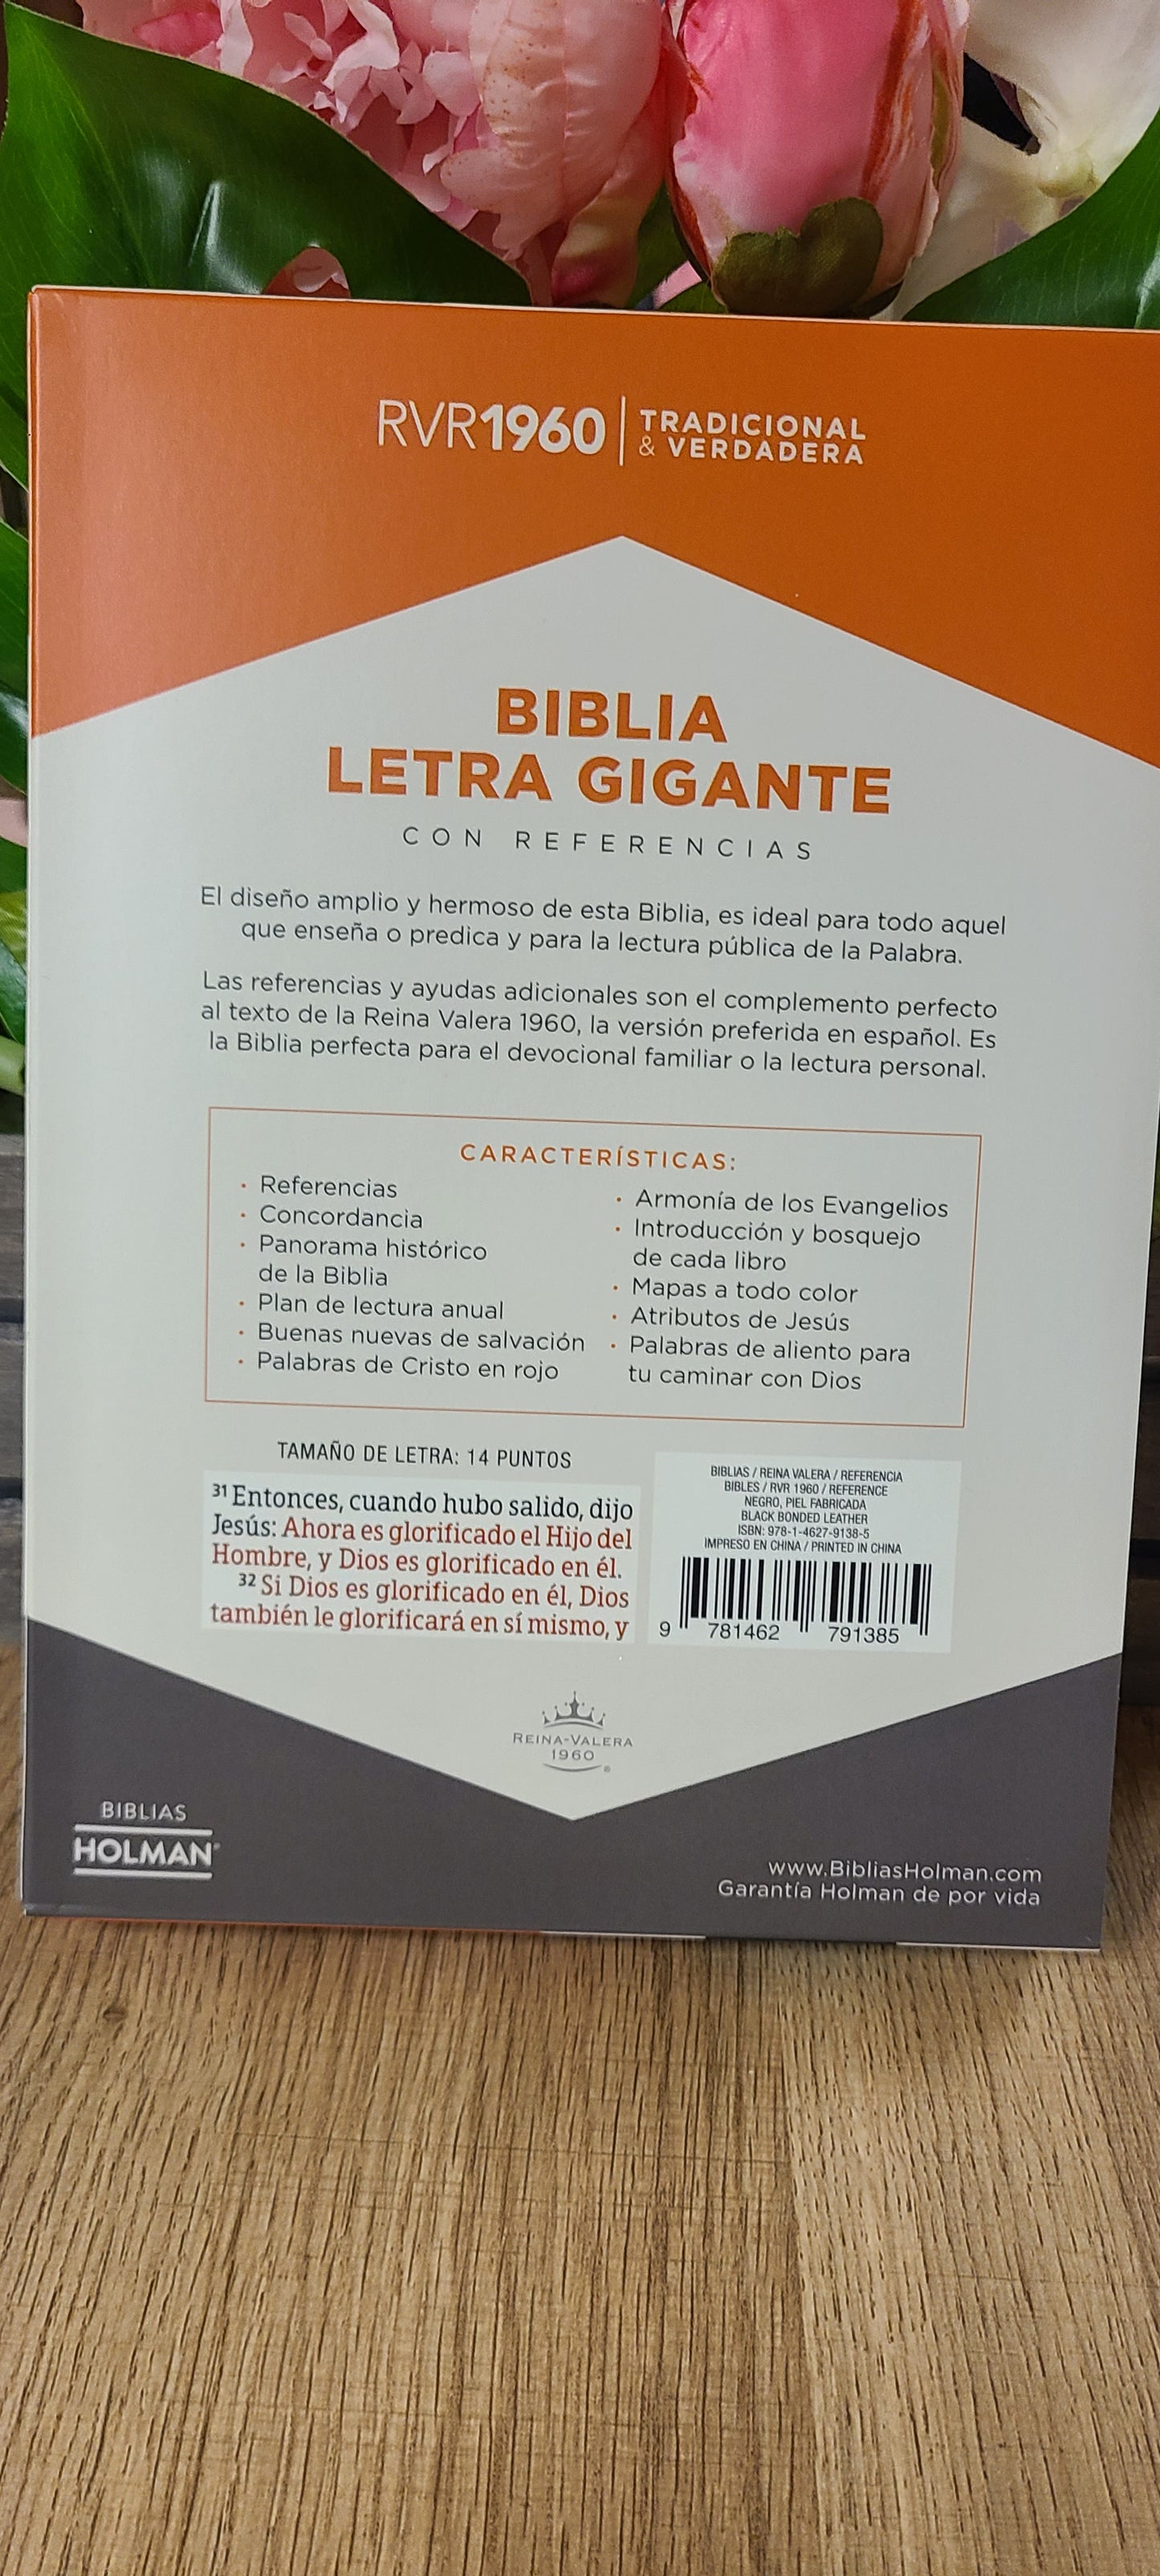 RVR1960 | TRADICIONAL
& VERDADERA
BIBLIA
LETRA GIGANTE
CON REFERENCIAS
El diseño amplio y hermoso de esta Biblia, es ideal para todo aquel
que enseña o predica y para la lectura pública de la Palabra.
Las referencias y ayudas adicionales son el complemento perfecto
al texto de la Reina Valera 1960, la versión preferida en español. Es
la Biblia perfecta para el devocional familiar o la lectura personal.
CARACTERÍSTICAS:
· Referencias
· Concordancia
· Panorama histórico
de la Biblia
· Plan de lectura anual
· Buenas nuevas de salvación
· Palabras de Cristo en rojo
· Armonía de los Evangelios
· Introducción y bosquejo
de cada libro
· Mapas a todo color
· Atributos de Jesús
· Palabras de aliento para
tu caminar con Dios
TAMAÑO DE LETRA: 14 PUNTOS
31 Entonces, cuando hubo salido, dijo
Jesús: Ahora es glorificado el Hijo del
Hombre, y Dios es glorificado en él.
32 Si Dios es glorificado en él, Dios
también le glorificará en sí mismo, y
BIBLIAS / REINA VALERA / REFERENCIA
BIBLES / RVR 1960 / REFERENCE
NEGRO, PIEL FABRICADA
BLACK BONDED LEATHER
ISBN: 978-1-4627-9138-5
IMPRESO EN CHINA / PRINTED IN CHINA
9 781462 791385
REINA-VALERA
1960 ®
BIBLIAS
HOLMAN
www.BibliasHolman.com
Garantía Holman de por vida